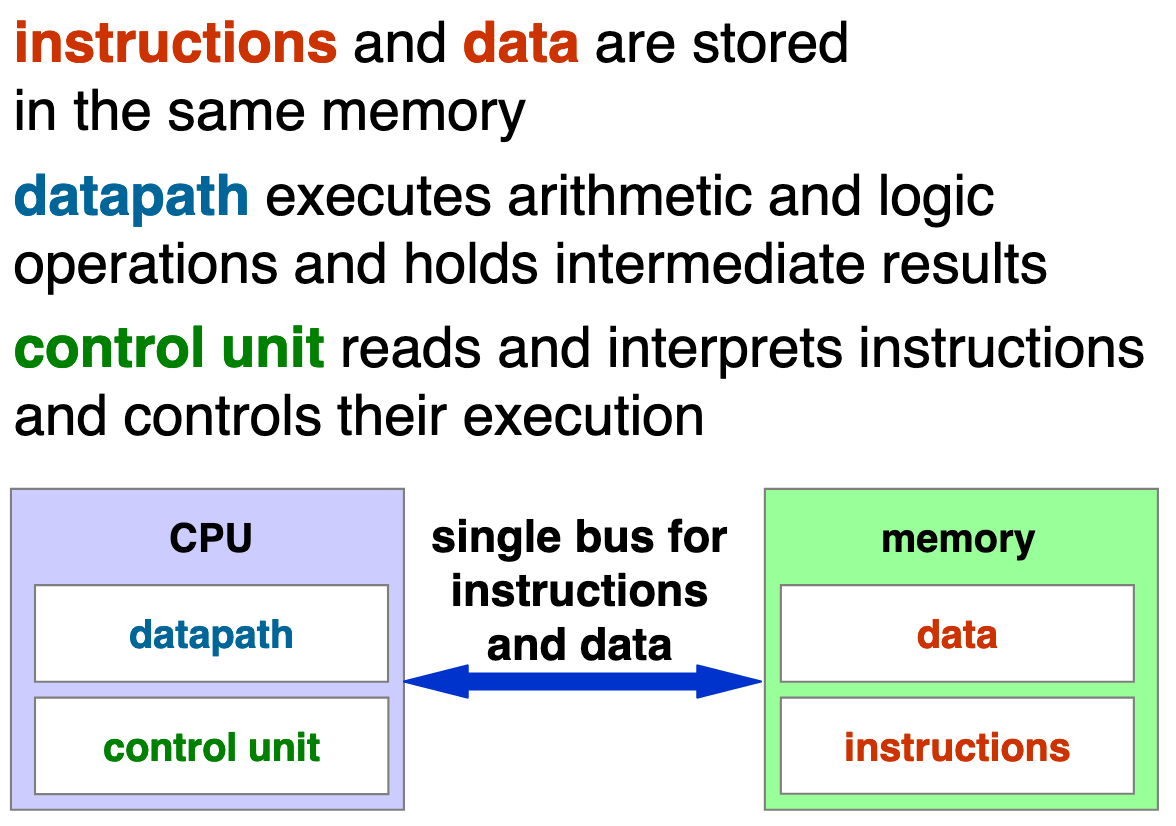 instructions and data are stored
in the same memory
datapath executes arithmetic and logic
operations and holds intermediate results
control unit reads and interprets instructions
and controls their execution
CPU
datapath
control unit
single bus for
instructions
and data
memory
data
instructions